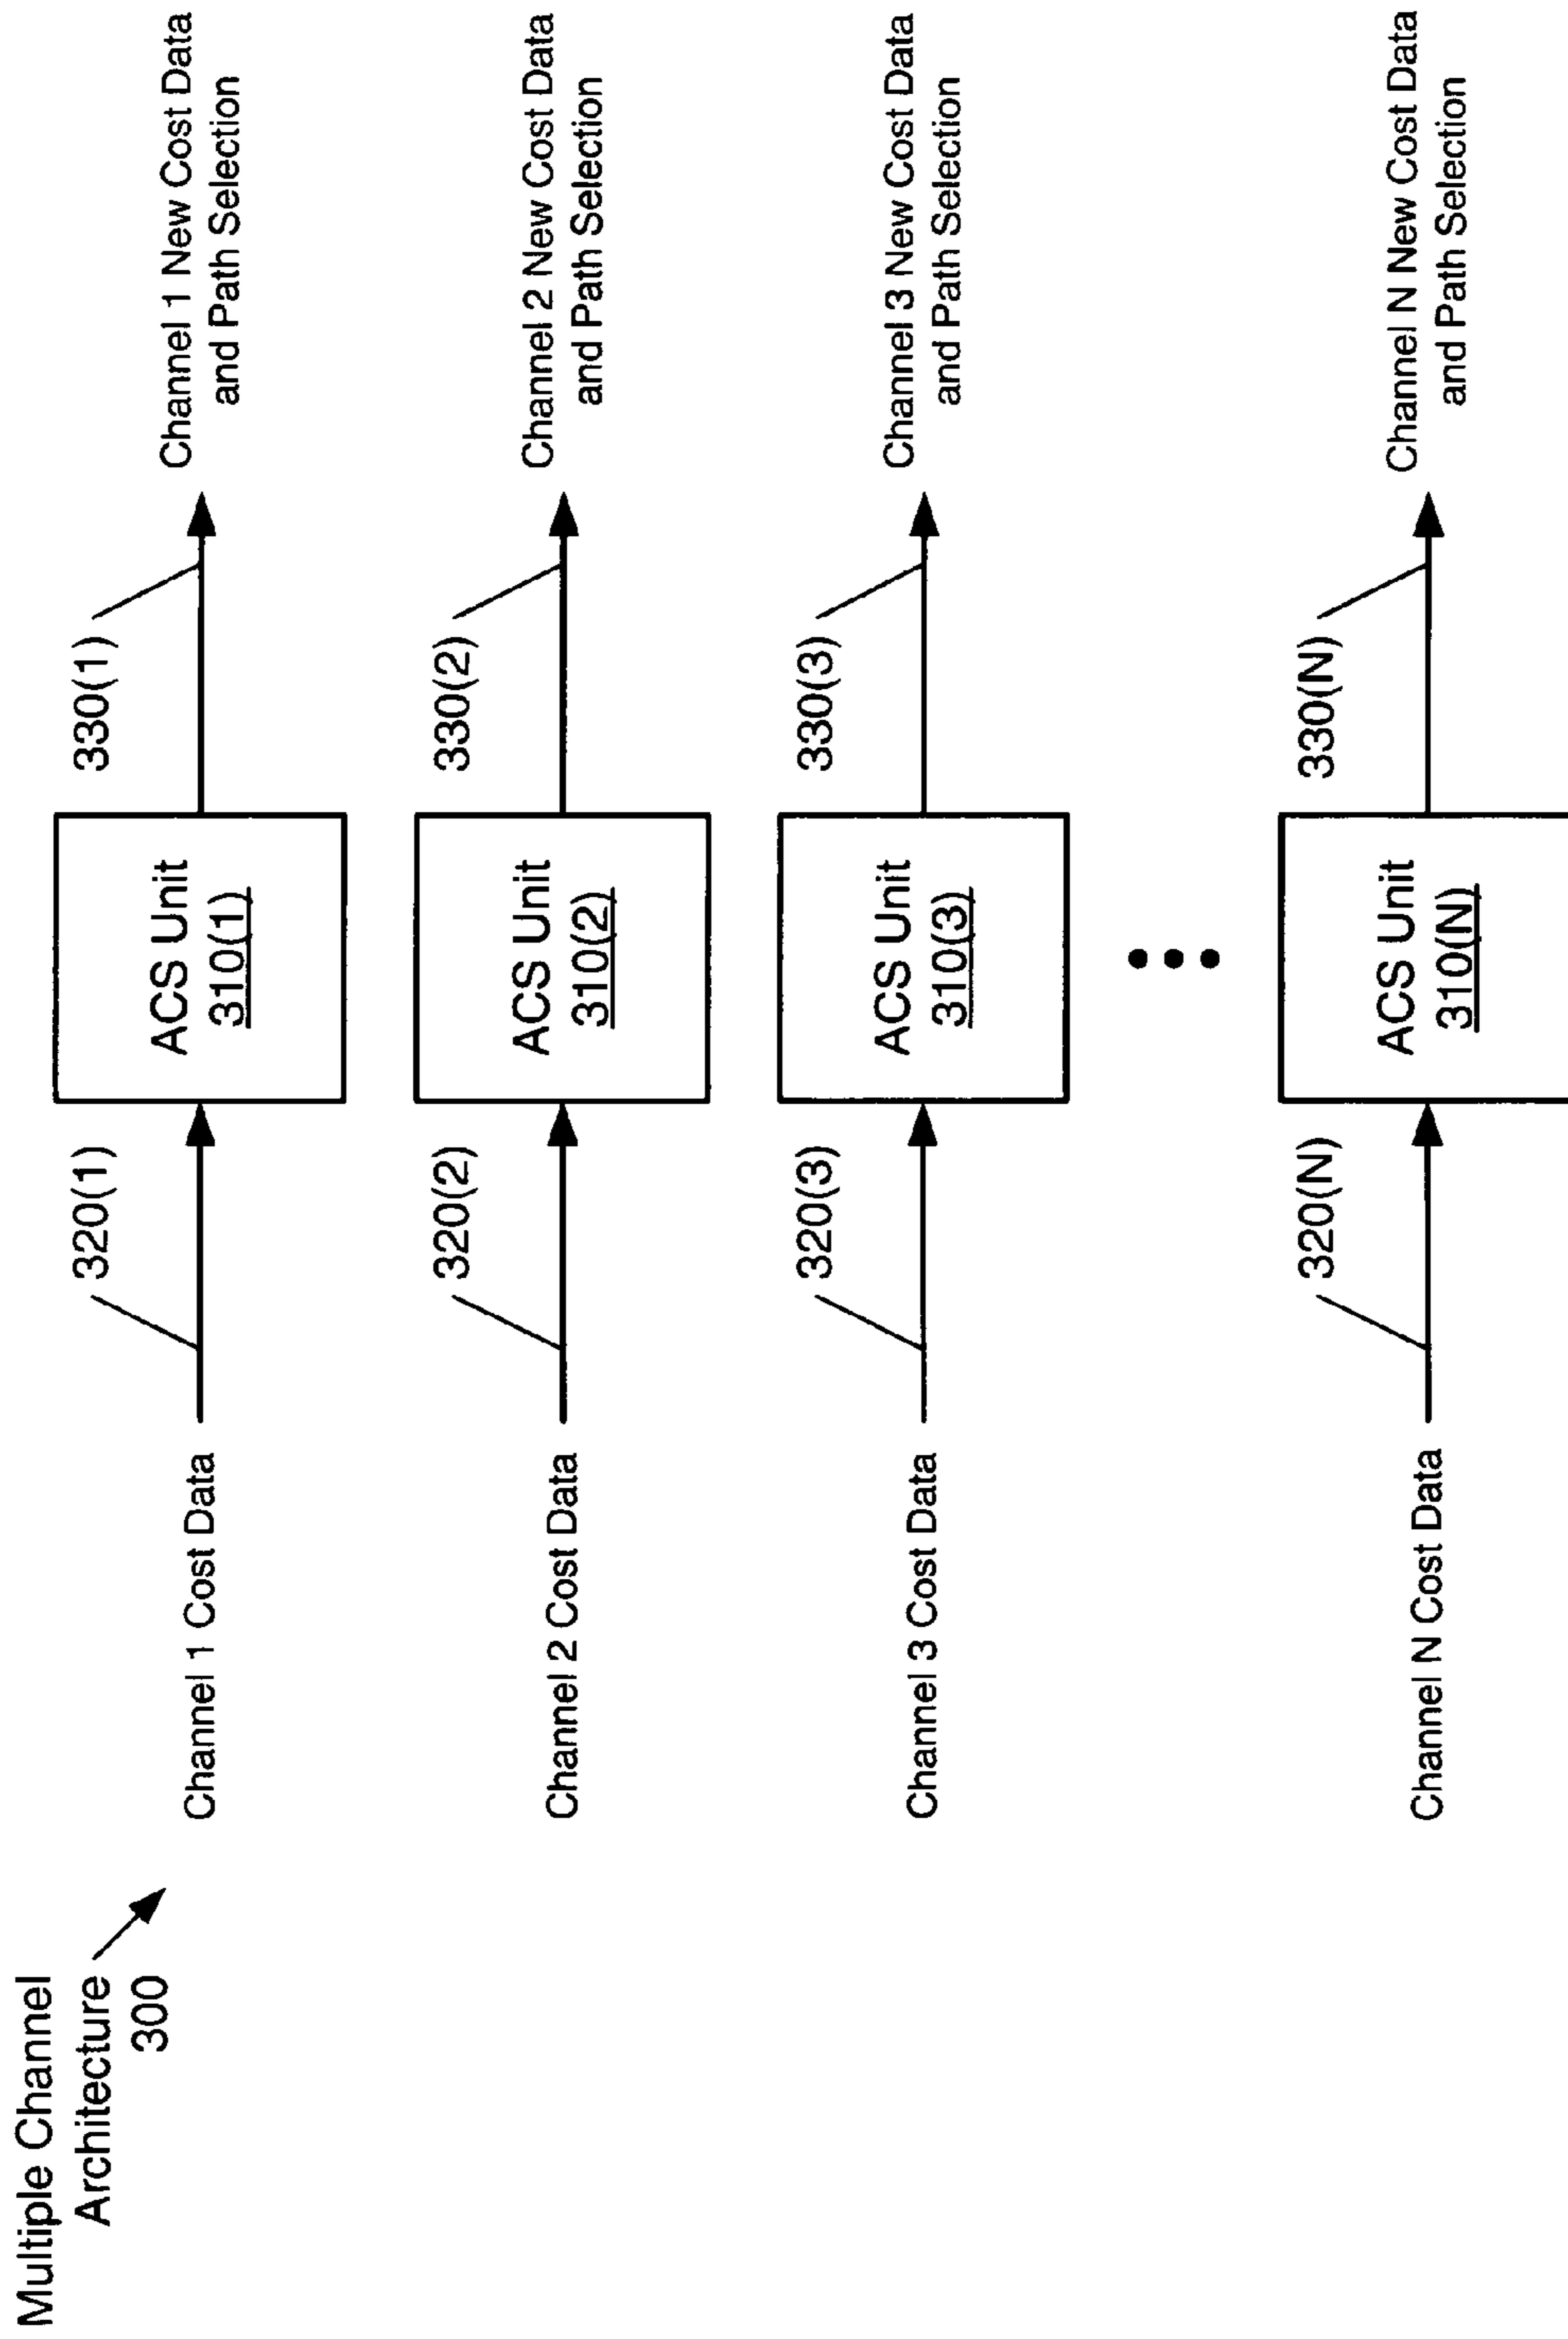 Multiple Channel
Architecture
300
Channel 1 Cost Data
320(1)
ACS Unit
310(1)
330(1)
Channel 1 New Cost Data
and Path Selection
Channel 2 Cost Data
320(2)
ACS Unit
310(2)
330(2)
Channel 2 New Cost Data
and Path Selection
Channel 3 Cost Data
320(3)
ACS Unit
310(3)
330(3)
Channel 3 New Cost Data
and Path Selection
Channel N Cost Data
320(N)
ACS Unit
310(N)
330(N)
Channel N New Cost Data
and Path Selection